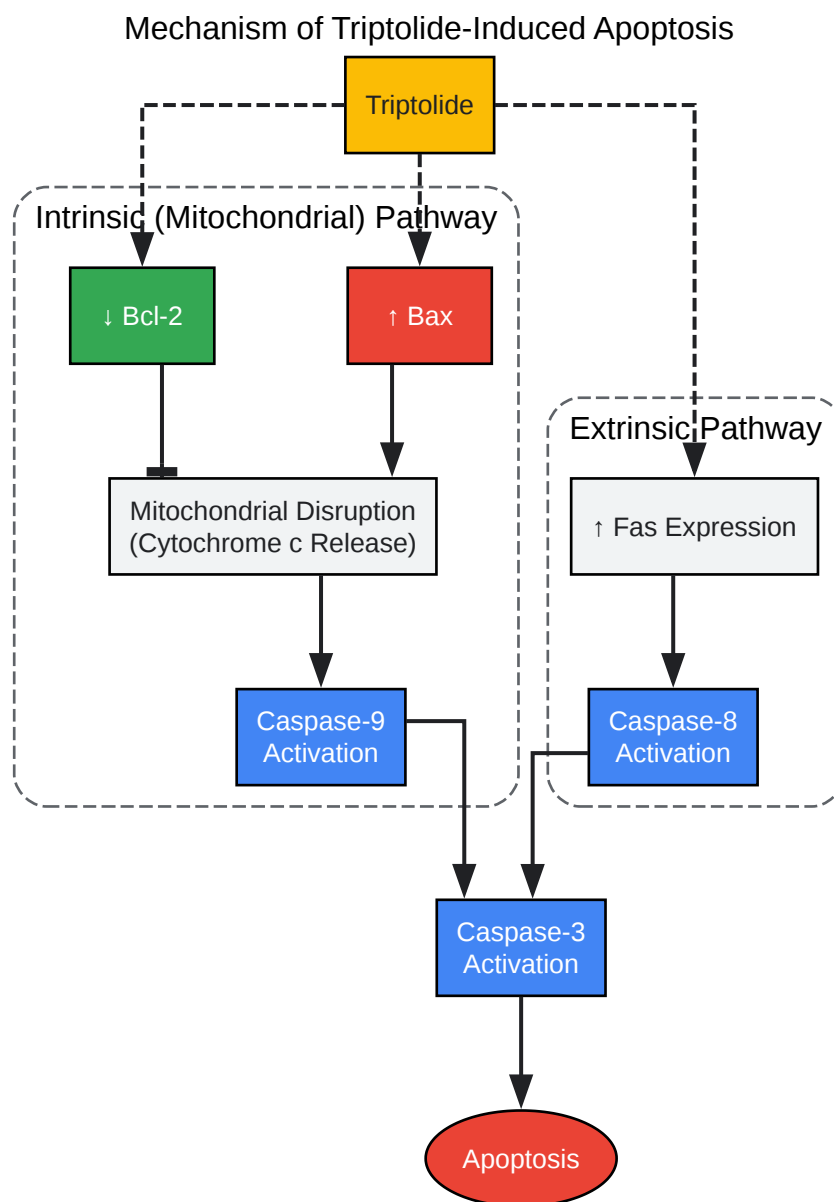 Mechanism of Triptolide-Induced Apoptosis
Triptolide
Intrinsic (Mitochondrial) Pathway
↓ Bcl-2
↑ Bax
Extrinsic Pathway
Mitochondrial Disruption
(Cytochrome c Release)
↑ Fas Expression
Caspase-9
Activation
Caspase-8
Activation
Caspase-3
Activation
Apoptosis